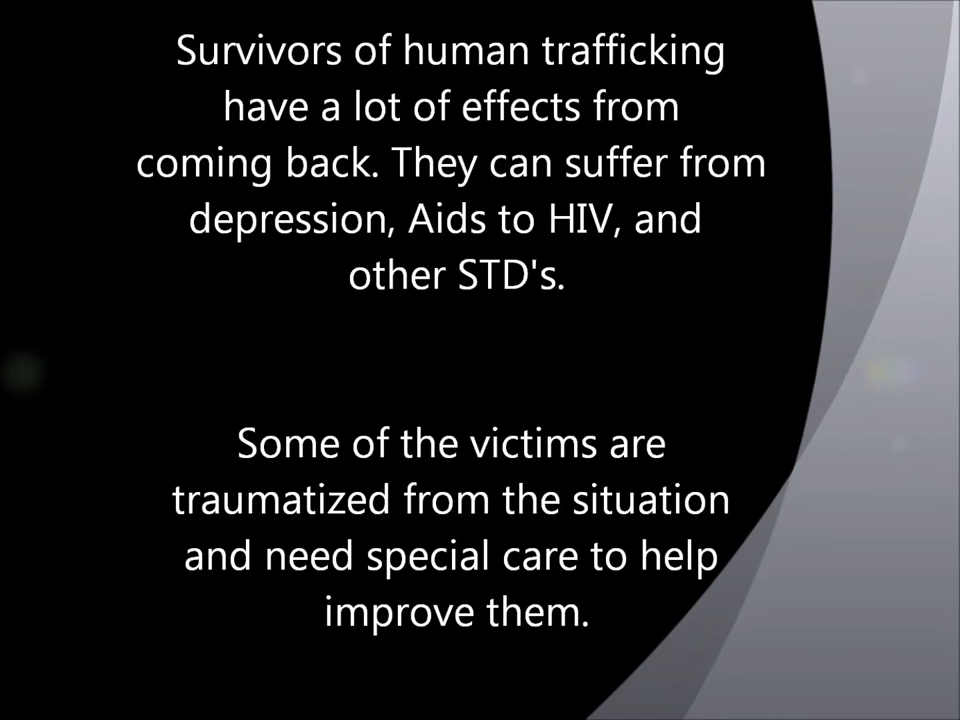 Survivors of human trafficking
have a lot of effects from
coming back. They can suffer from
depression, Aids to HIV, and
other STD's.
Some of the victims are
traumatized from the situation
and need special care to help
improve them.